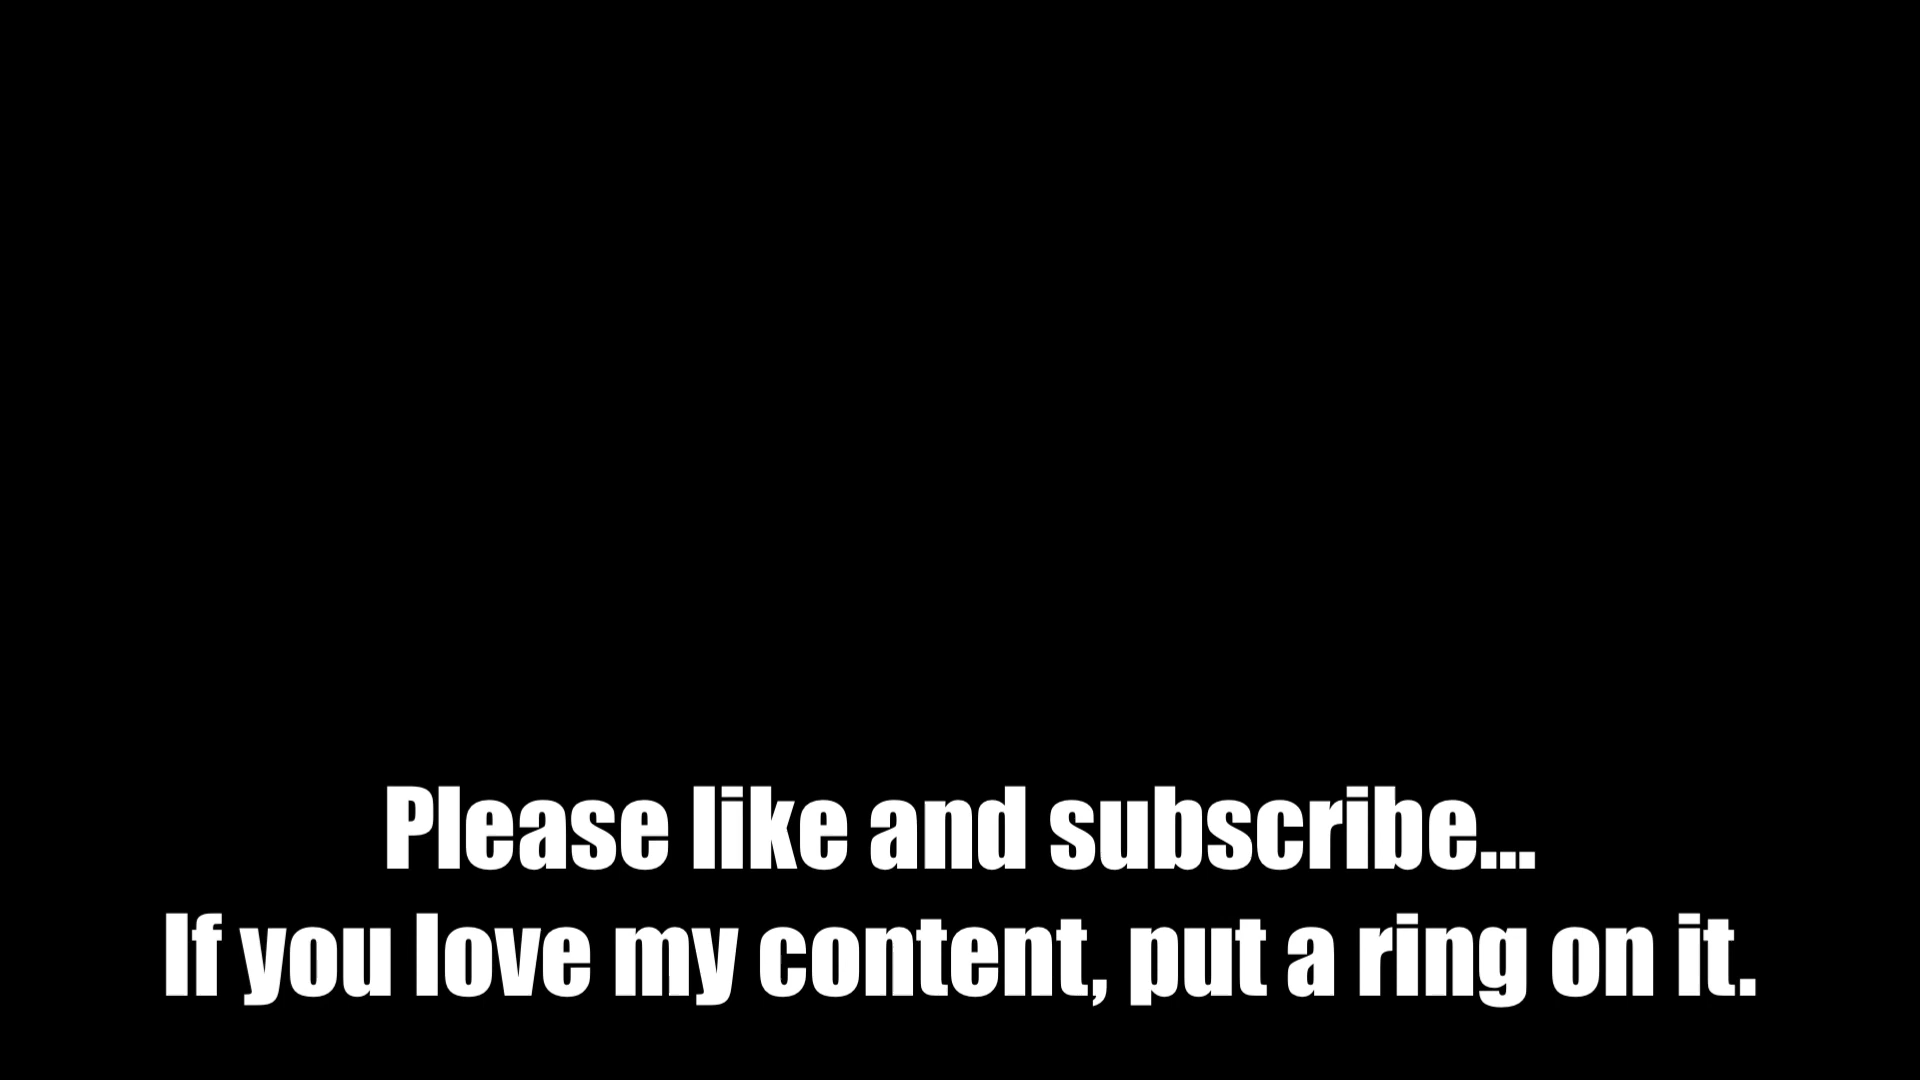 Please like and subscribe...
If you love my content, put a ring on it.